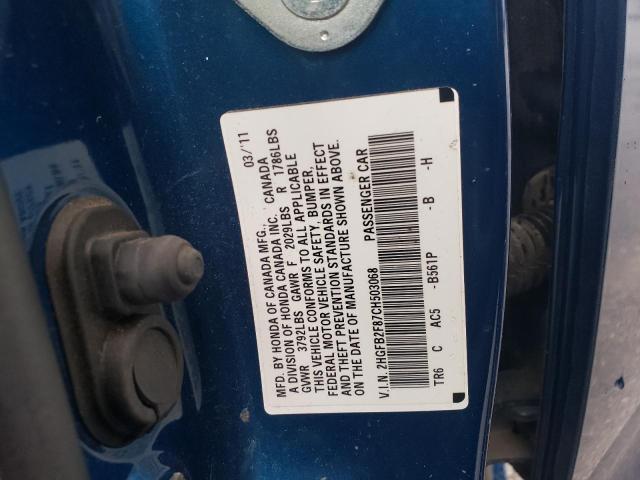 MFD. BY HONDA OF CANADA MFG. 03/'11
A DIVISION OF HONDA CANADA INC. CANADA
GVWR 3792LBS GAWR F 2029LBS R 1786LBS
THIS VEHICLE CONFORMS TO ALL APPLICABLE
FEDERAL MOTOR VEHICLE SAFETY, BUMPER,
AND THEFT PREVENTION STANDARDS IN EFFECT
ON THE DATE OF MANUFACTURE SHOWN ABOVE.
V.I.N. 2HGFB2F87CH503068 PASSENGER CAR
TR6 C AC5 -B561P -B -H